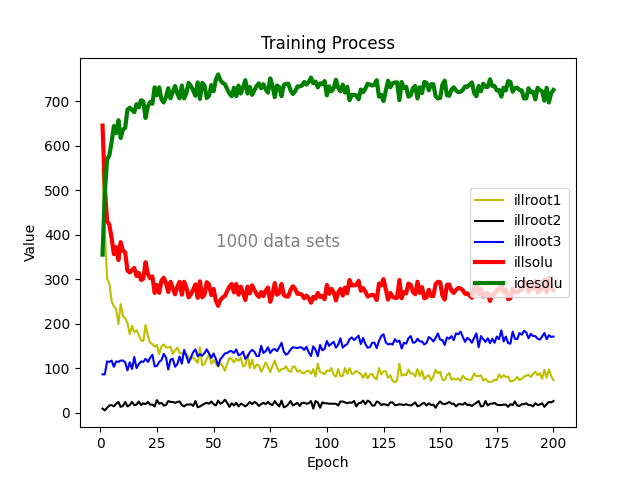 Training Process
Value
700
600
500
400
300
200
100
0
1000 data sets
illroot1
illroot2
illroot3
illsolu
idesolu
0 25 50 75 100 125 150 175 200
Epoch